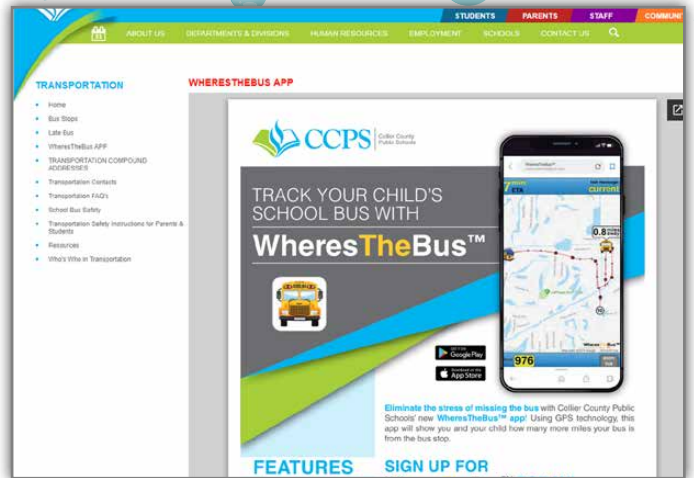 STUDENTS PARENTS STAFF COMMUNI
ABOUT US DEPARTMENTS & DIVISIONS HUMAN RESOURCES EMPLOYMENT SCHOOLS CONTACT US
TRANSPORTATION
Home
Bus Stops
Late Bus
WheresTheBus APP
TRANSPORTATION COMPOUND
ADDRESSES
Transportation Contacts
Transportation FAQ's
School Bus Safety
Transportation Safety Instructions for Parents &
Students
Resources
Who's Who in Transportation
WHERESTHEBUS APP
CCPS Collier County
Public Schools
TRACK YOUR CHILD'S
SCHOOL BUS WITH
WheresTheBus™
7 min
ETA
current
0.8
10
976
GET IT ON
Google Play
Download on the
App Store
Eliminate the stress of missing the bus with Collier County Public
Schools' new WheresTheBus™ app! Using GPS technology, this
app will show you and your child how many more miles your bus is
from the bus stop.
FEATURES
SIGN UP FOR